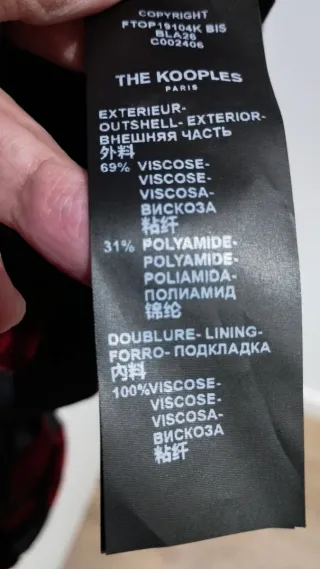 COPYRIGHT
FTOP19104K BIS
BLA26
C002406
THE KOOPLES
PARIS
EXTERIEUR-
OUTSHELL- EXTERIOR-
ВНЕШНЯЯ ЧАСТЬ
外料
69% VISCOSE-
VISCOSE-
VISCOSA-
ВИСКОЗА
粘纤
31% POLYAMIDE-
POLYAMIDE-
POLIAMIDA-
ПОЛИАМИД
锦纶
DOUBLURE- LINING-
FORRO- ПОДКЛАДКА
内料
100%VISCOSE-
VISCOSE-
VISCOSA-
ВИСКОЗА
粘纤